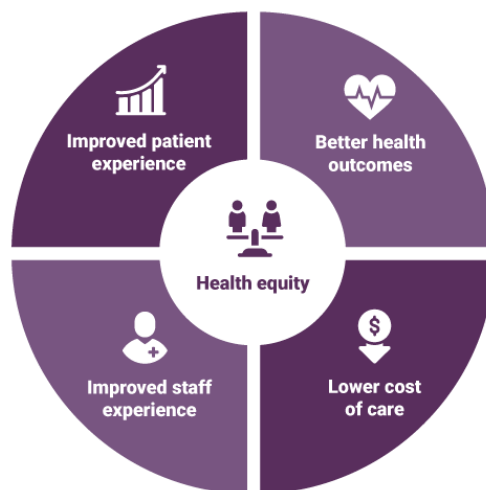 Improved patient
experience
Better health
outcomes
Health equity
Improved staff
experience
$
Lower cost
of care